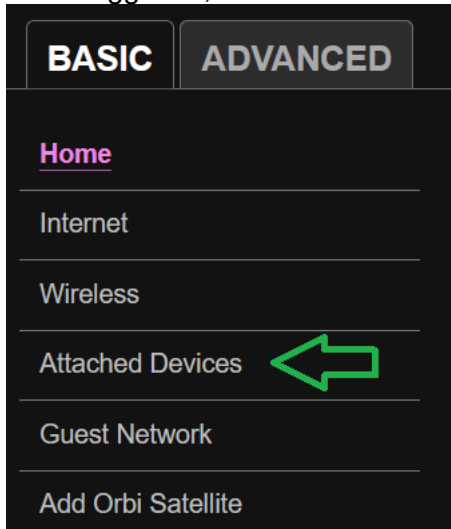 BASIC ADVANCED
Home
Internet
Wireless
Attached Devices
Guest Network
Add Orbi Satellite